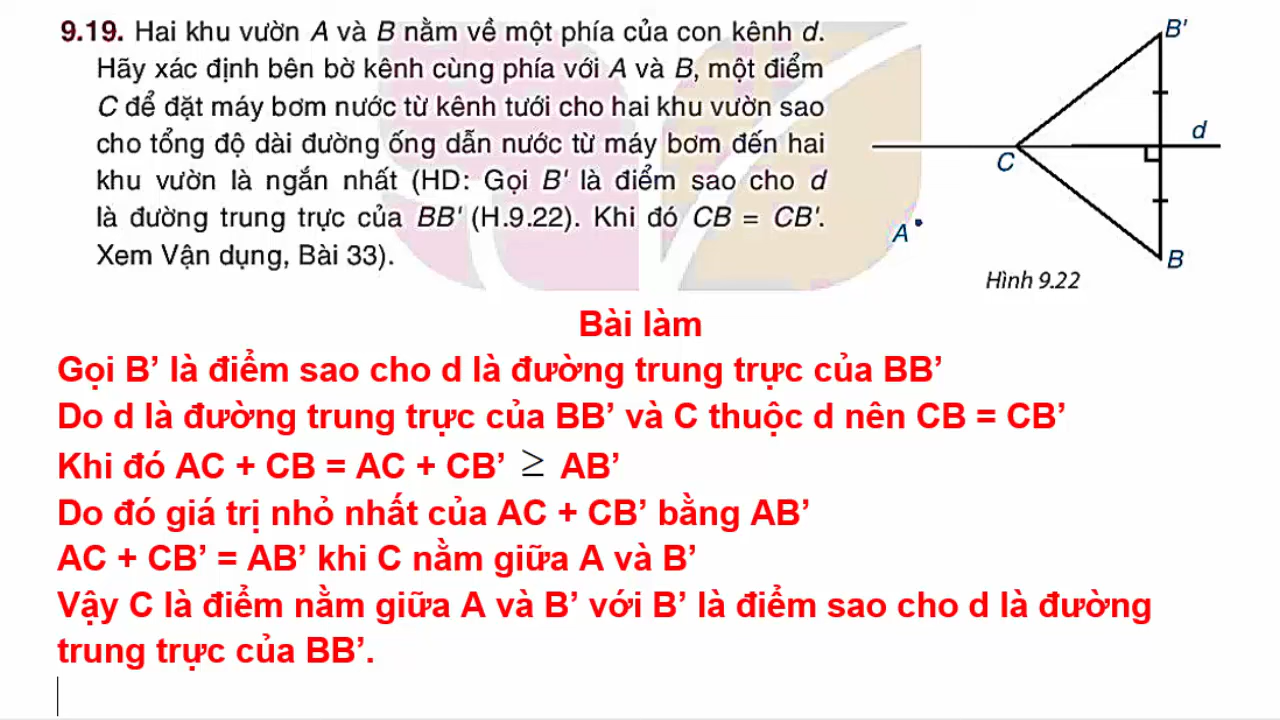 9.19. Hai khu vườn A và B nằm về một phía của con kênh d.
Hãy xác định bên bờ kênh cùng phía với A và B, một điểm
C để đặt máy bơm nước từ kênh tưới cho hai khu vườn sao
cho tổng độ dài đường ống dẫn nước từ máy bơm đến hai
khu vườn là ngắn nhất (HD: Gọi B' là điểm sao cho d
là đường trung trực của BB' (H.9.22). Khi đó CB = CB'.
Xem Vận dụng, Bài 33).
B'
d
C
A
B
Hình 9.22
Bài làm
Gọi B’ là điểm sao cho d là đường trung trực của BB’
Do d là đường trung trực của BB’ và C thuộc d nên CB = CB’
Khi đó AC + CB = AC + CB’ ≥ AB’
Do đó giá trị nhỏ nhất của AC + CB’ bằng AB’
AC + CB’ = AB’ khi C nằm giữa A và B’
Vậy C là điểm nằm giữa A và B’ với B’ là điểm sao cho d là đường
trung trực của BB’.